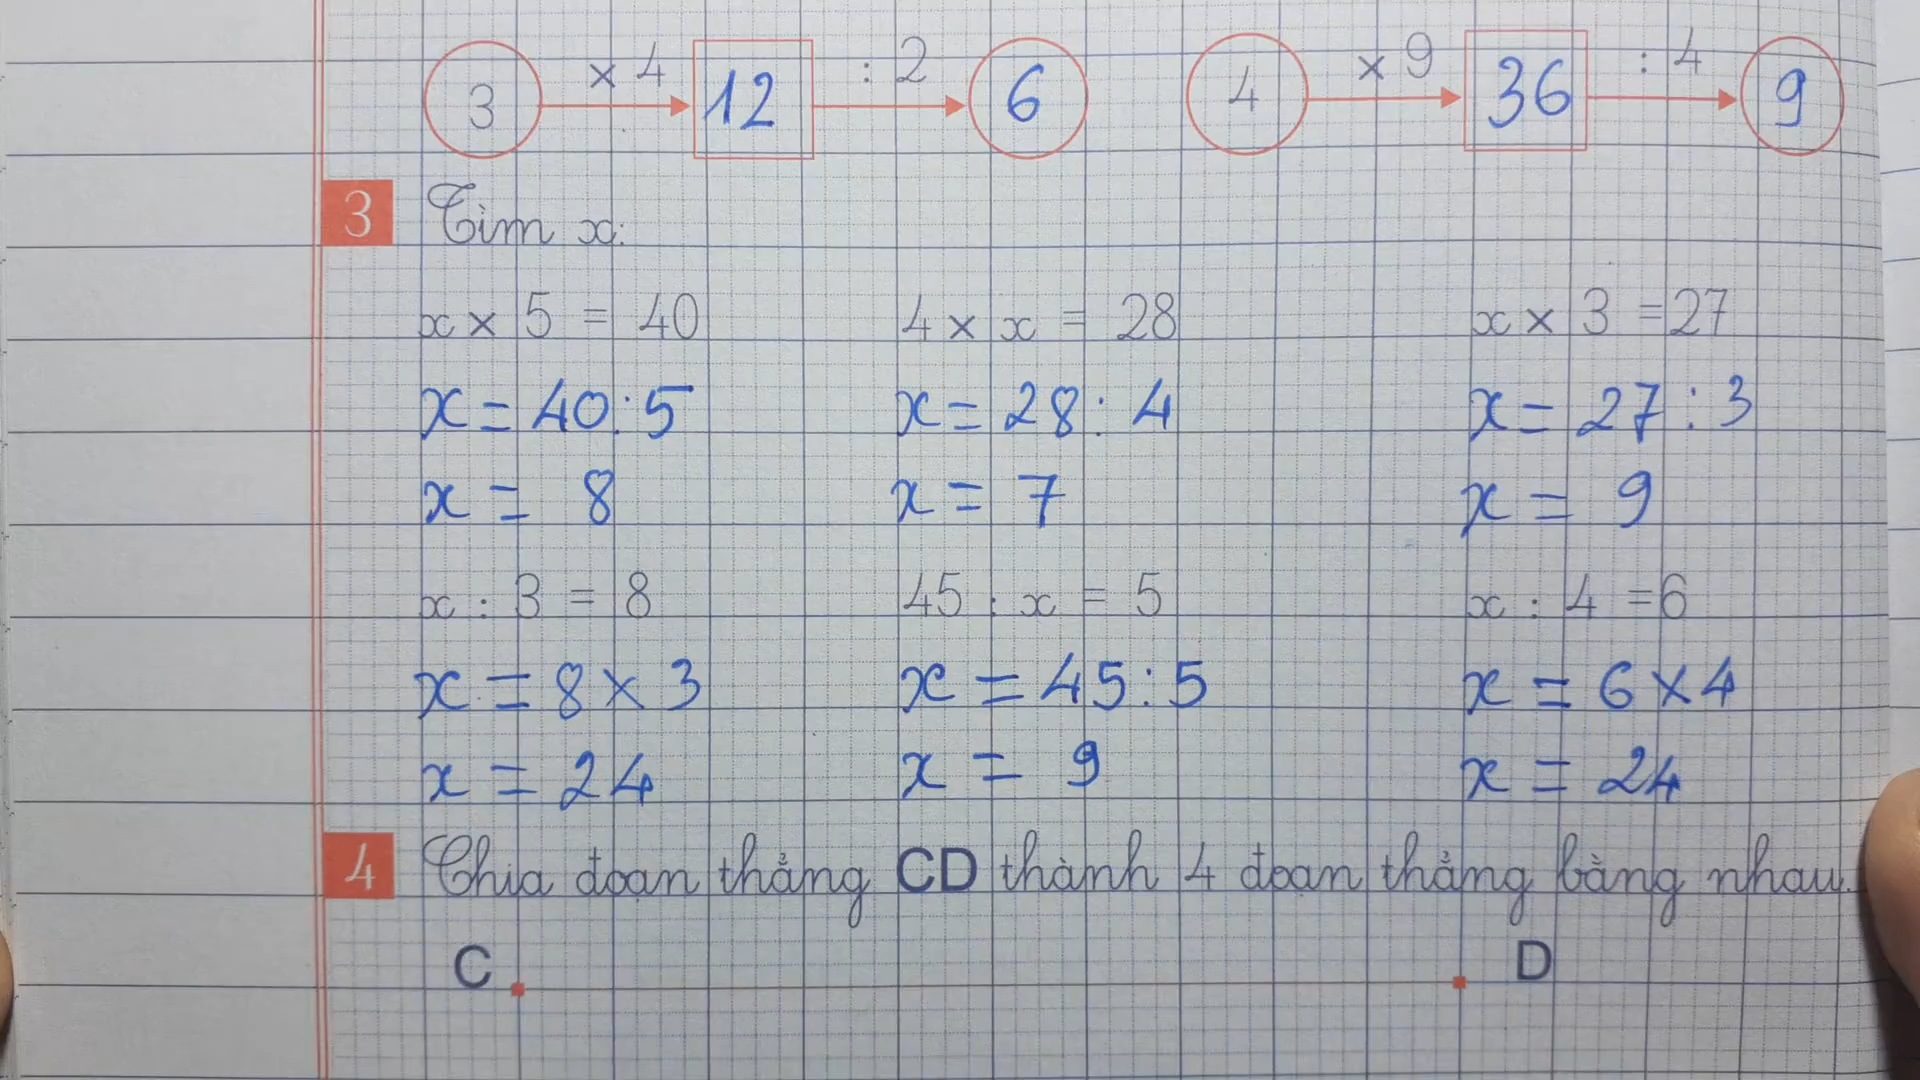 3 × 4 12 : 2 6 4 × 9 36 : 4 9
3 Tìm x:
x × 5 = 40 4 × x = 28 x × 3 = 27
x = 40 : 5 x = 28 : 4 x = 27 : 3
x = 8 x = 7 x = 9
x : 3 = 8 45 : x = 5 x : 4 = 6
x = 8 × 3 x = 45 : 5 x = 6 × 4
x = 24 x = 9 x = 24
4 Chia đoạn thẳng CD thành 4 đoạn thẳng bằng nhau.
C D